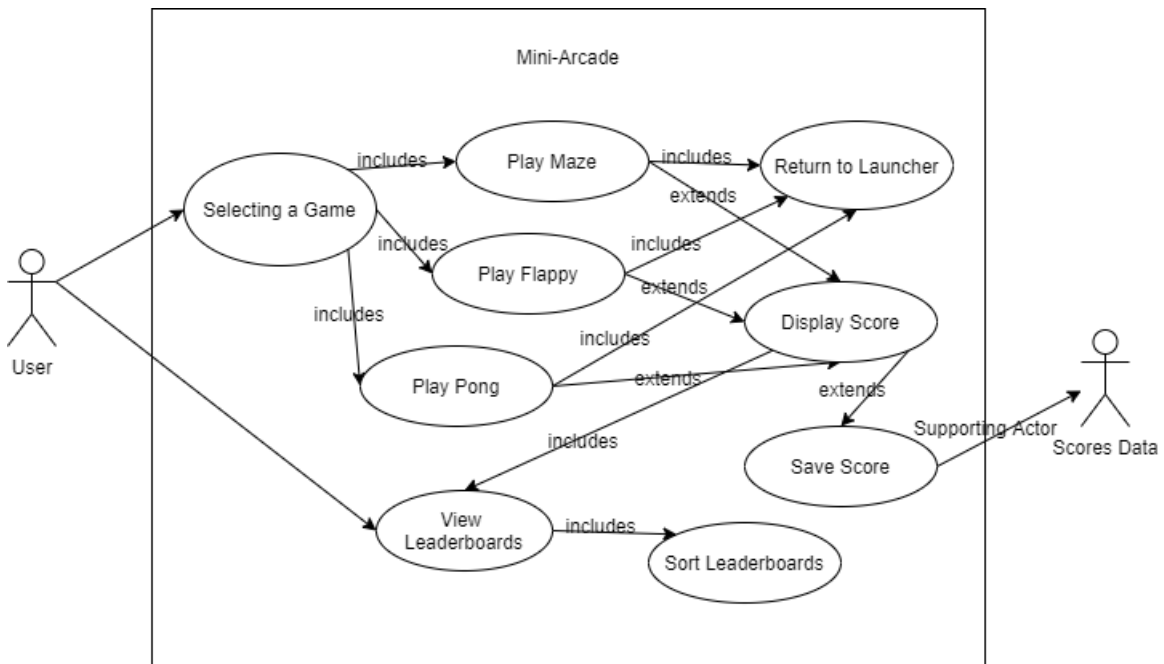 Mini-Arcade
includes
Play Maze
includes
Return to Launcher
Selecting a Game
extends
includes
Play Flappy
includes
extends
includes
Display Score
User
includes
Play Pong
extends
extends
includes
Supporting Actor
Scores Data
Save Score
View
Leaderboards
includes
Sort Leaderboards